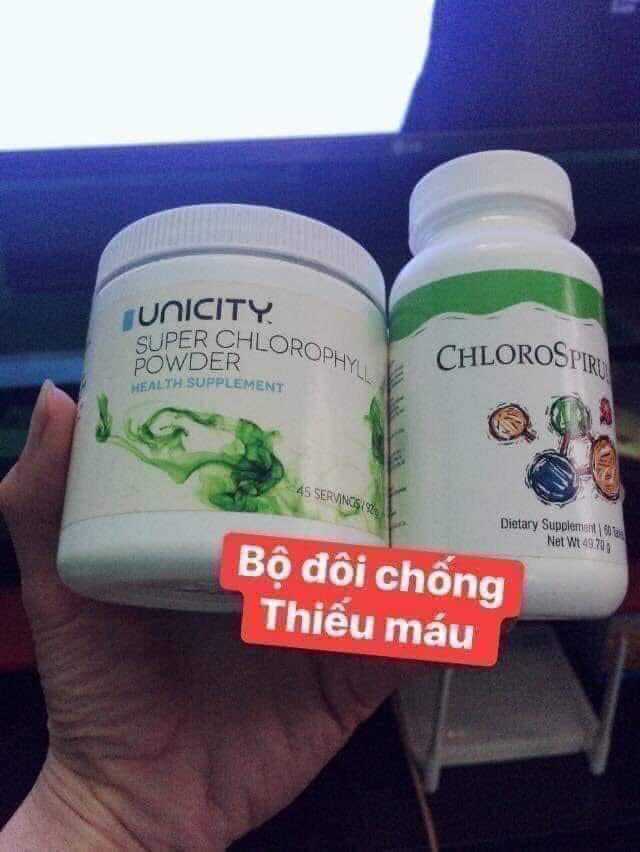 UNICITY
SUPER CHLOROPHYLL
POWDER
HEALTH SUPPLEMENT
45 SERVINGS
Dietary Supplement | 60
Net Wt 49.70 g
Bộ đôi chống
Thiếu máu